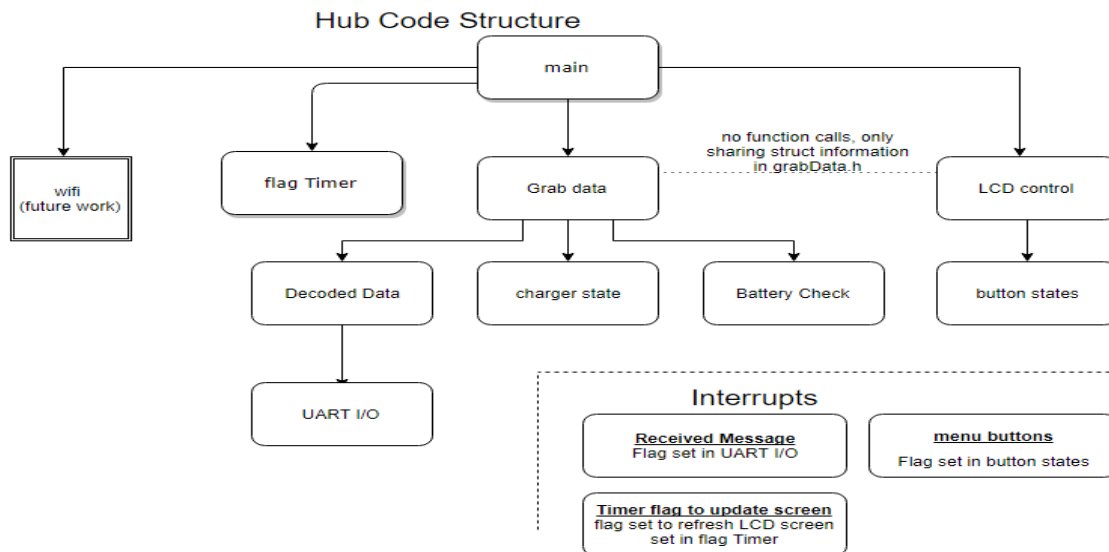 Hub Code Structure
main
no function calls, only
sharing struct information
in grabData.h
wifi
(future work)
flag Timer
Grab data
LCD control
Decoded Data
charger state
Battery Check
button states
UART I/O
Interrupts
Received Message
Flag set in UART I/O
menu buttons
Flag set in button states
Timer flag to update screen
flag set to refresh LCD screen
set in flag Timer